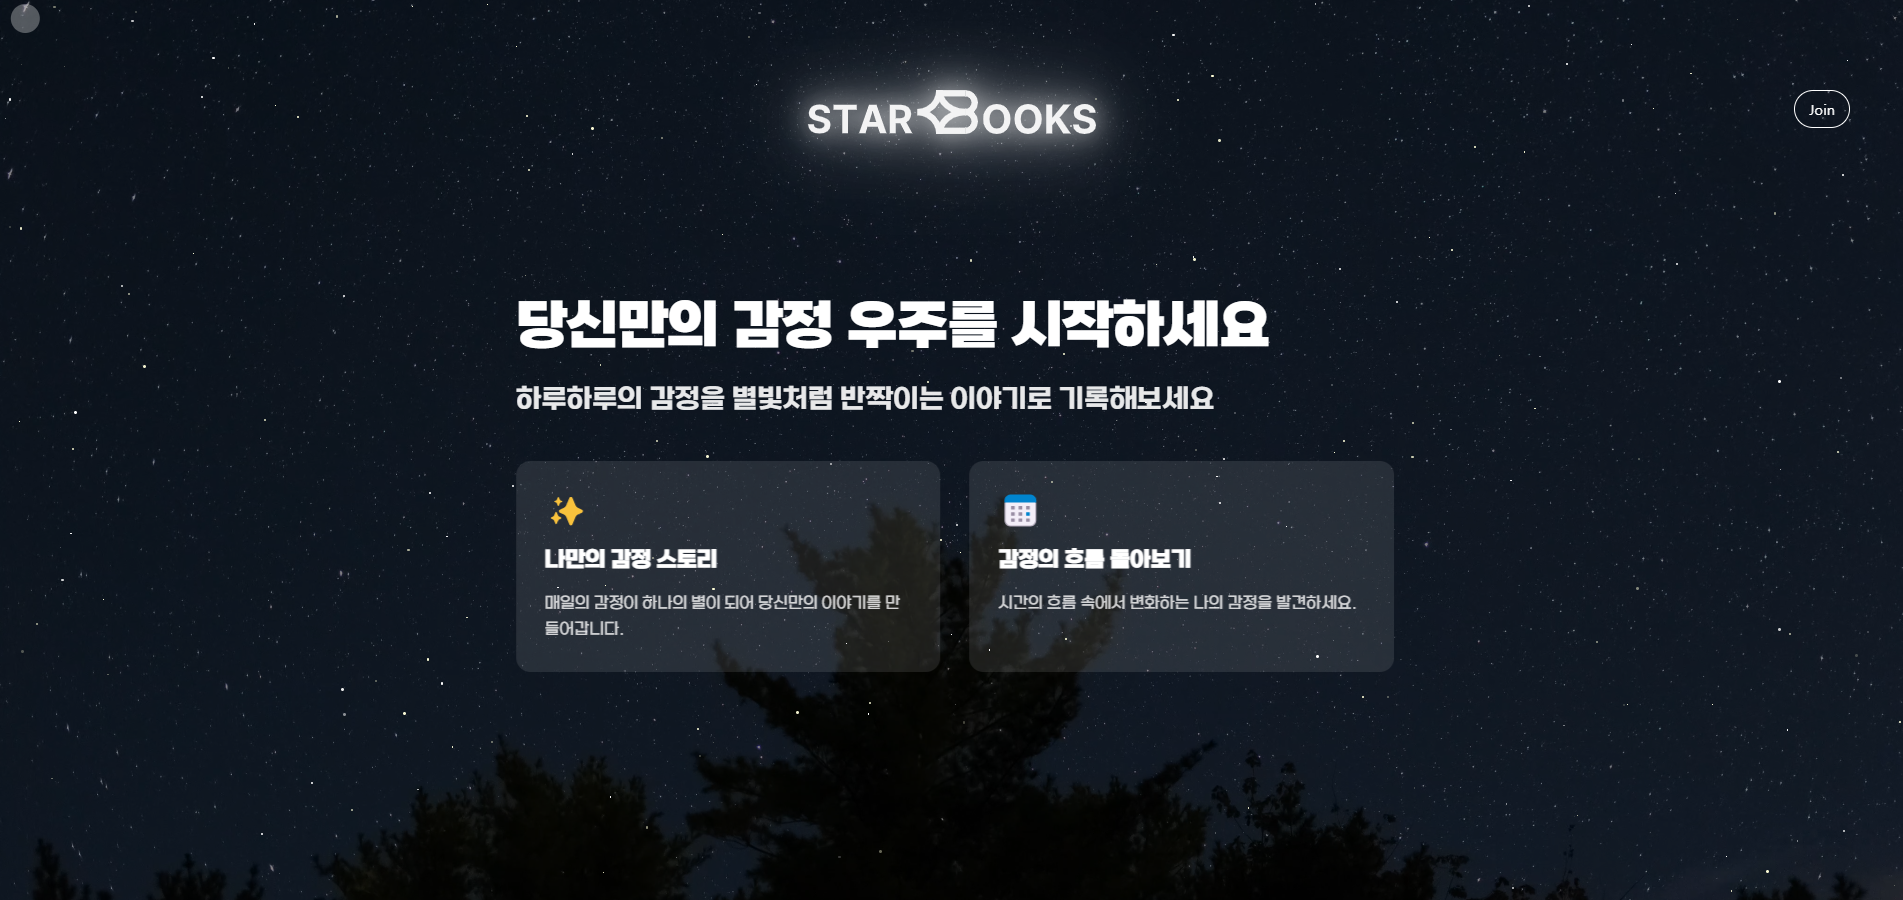 STARBOOKS
Join
당신만의 감정 우주를 시작하세요
하루하루의 감정을 별빛처럼 반짝이는 이야기로 기록해보세요
나만의 감정 스토리
매일의 감정이 하나의 별이 되어 당신만의 이야기를 만
들어갑니다.
감정의 흐름 돌아보기
시간의 흐름 속에서 변화하는 나의 감정을 발견하세요.